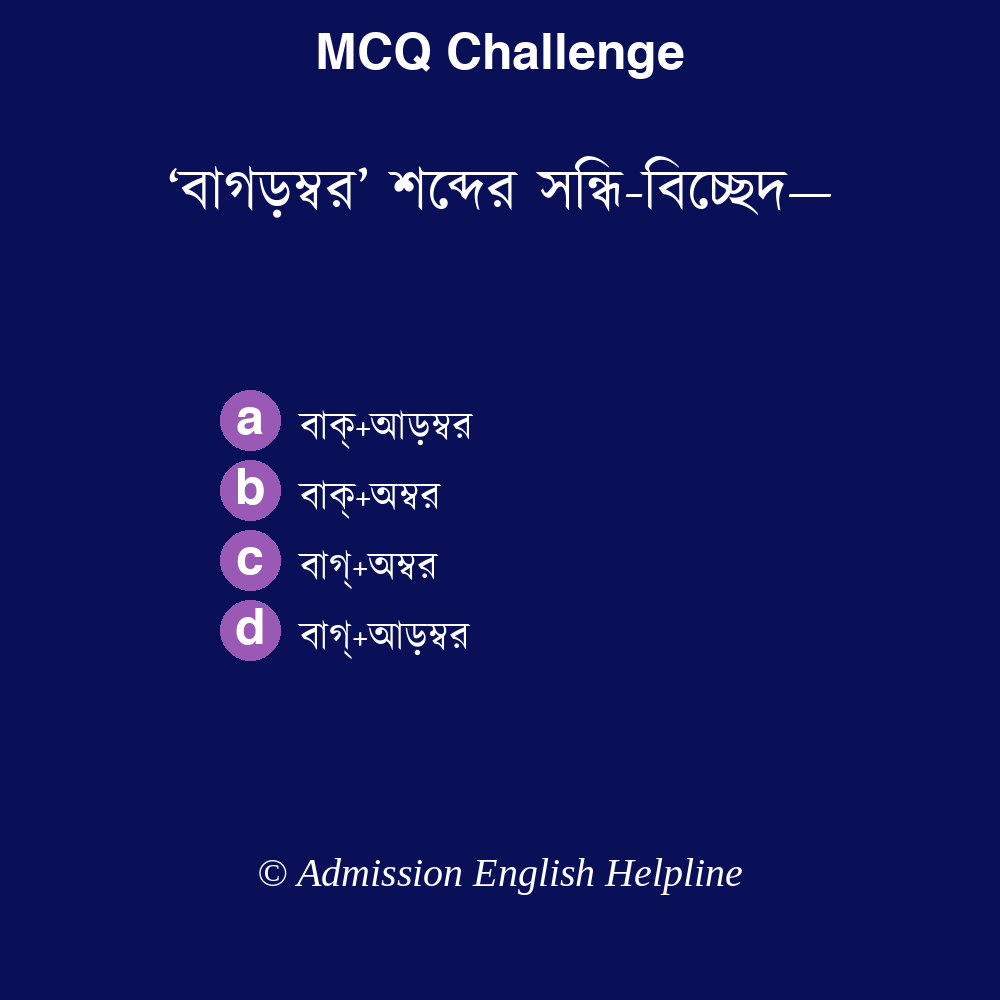 MCQ Challenge
‘বাগড়ম্বর’ শব্দের সন্ধি-বিচ্ছেদ—
a বাক্+আড়ম্বর
b বাক্+অম্বর
c বাগ্+অম্বর
d বাগ্+আড়ম্বর
© Admission English Helpline